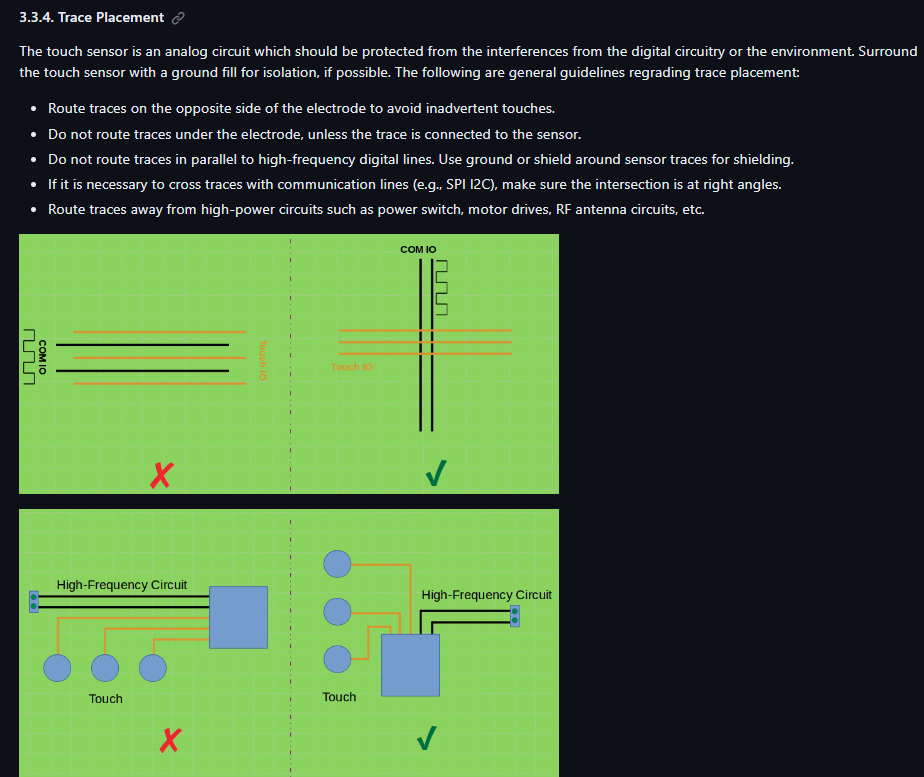 3.3.4. Trace Placement
The touch sensor is an analog circuit which should be protected from the interferences from the digital circuitry or the environment. Surround
the touch sensor with a ground fill for isolation, if possible. The following are general guidelines regrading trace placement:
• Route traces on the opposite side of the electrode to avoid inadvertent touches.
• Do not route traces under the electrode, unless the trace is connected to the sensor.
• Do not route traces in parallel to high-frequency digital lines. Use ground or shield around sensor traces for shielding.
• If it is necessary to cross traces with communication lines (e.g., SPI I2C), make sure the intersection is at right angles.
• Route traces away from high-power circuits such as power switch, motor drives, RF antenna circuits, etc.
COM IO
Touch IO
COM IO
Touch IO
High-Frequency Circuit
Touch
High-Frequency Circuit
Touch